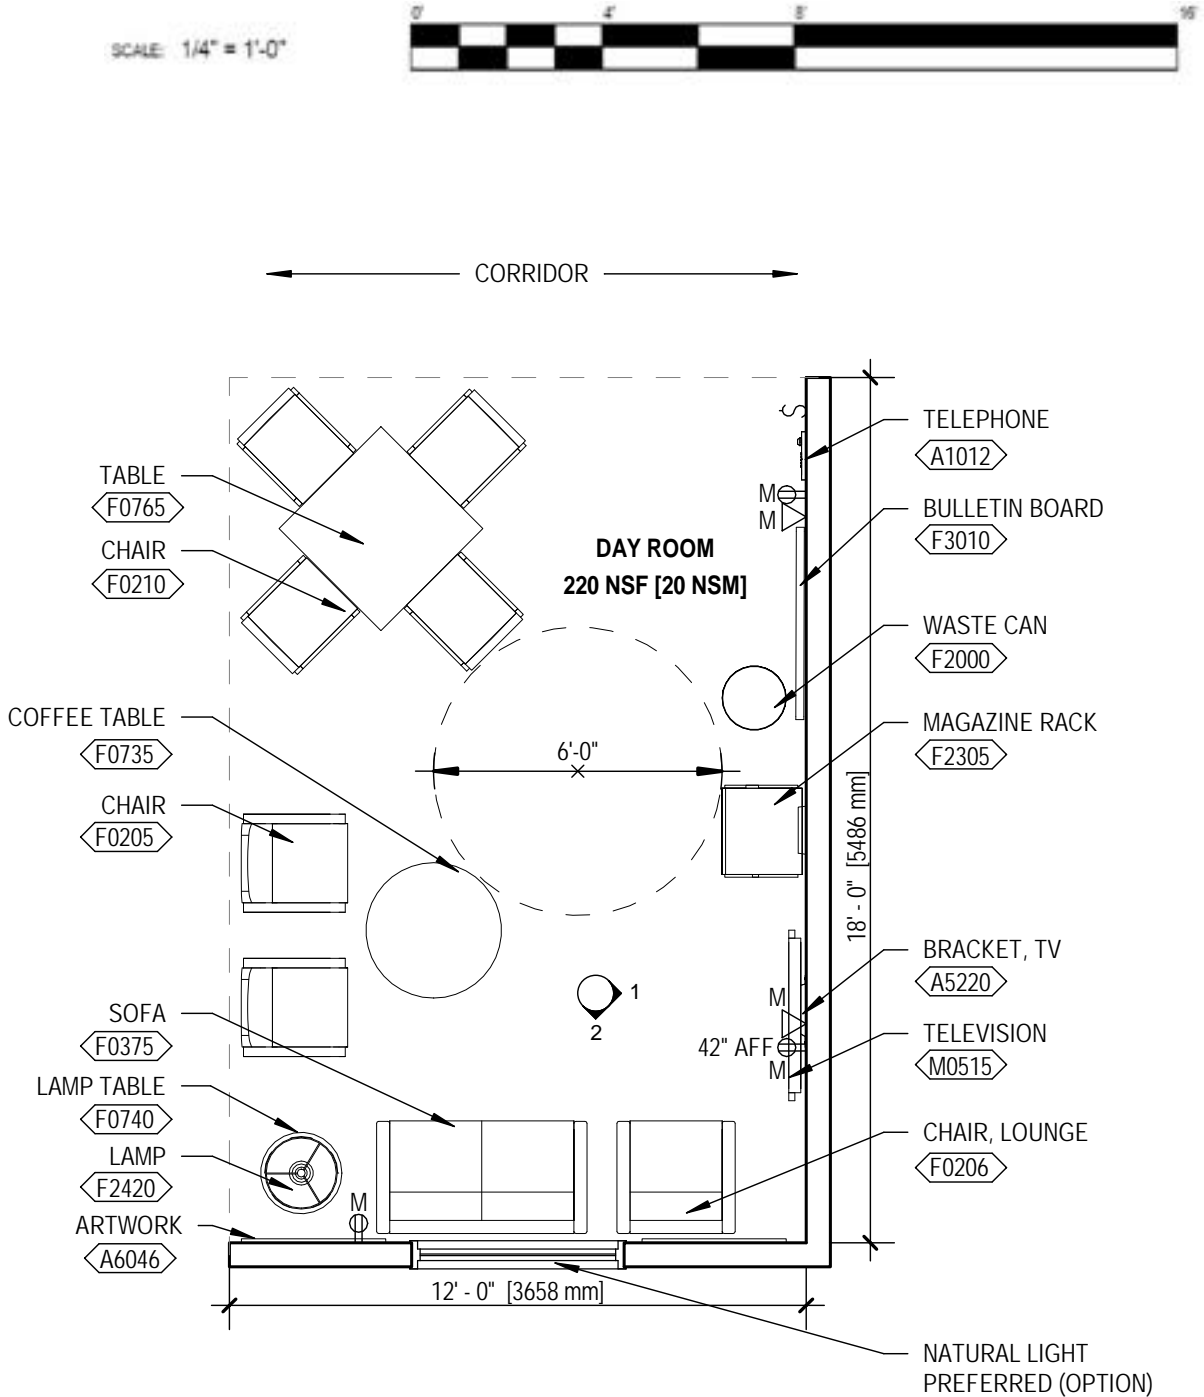 0' 4' 8' 16'
SCALE: 1/4" = 1'-0"
CORRIDOR
TABLE
F0765
CHAIR
F0210
COFFEE TABLE
F0735
CHAIR
F0205
SOFA
F0375
LAMP TABLE
F0740
LAMP
F2420
ARTWORK
A6046
DAY ROOM
220 NSF [20 NSM]
6'-0"
S
M
M
1
2
M
42" AFF
M
M
TELEPHONE
A1012
BULLETIN BOARD
F3010
WASTE CAN
F2000
MAGAZINE RACK
F2305
18' - 0" [5486 mm]
BRACKET, TV
A5220
TELEVISION
M0515
CHAIR, LOUNGE
F0206
12' - 0" [3658 mm]
NATURAL LIGHT
PREFERRED (OPTION)